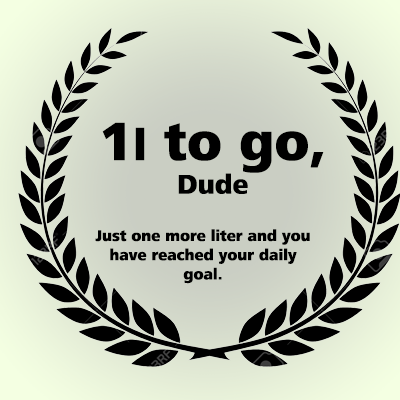 1l to go,
Dude
Just one more liter and you
have reached your daily
goal.